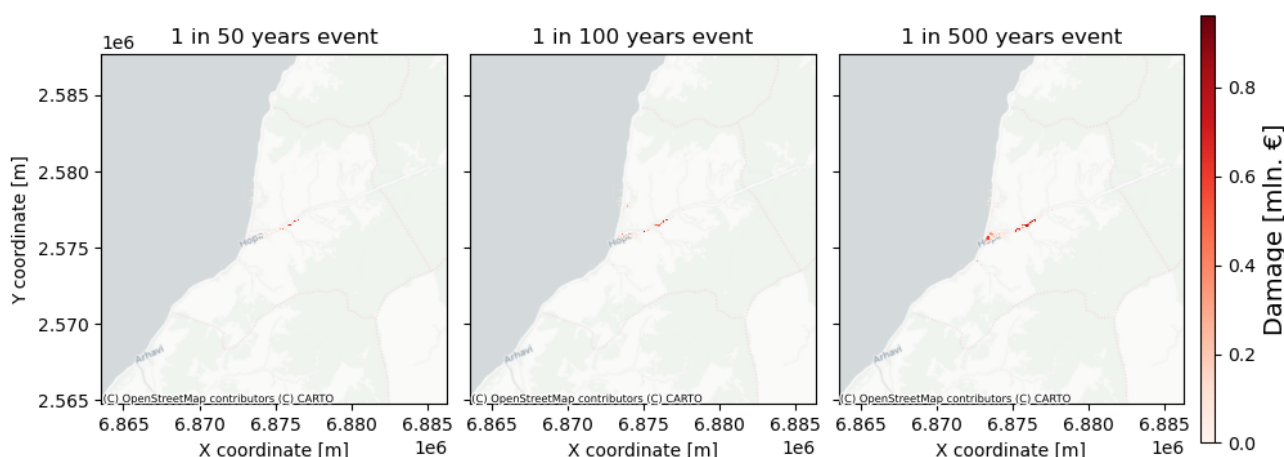 1 in 50 years event
1 in 100 years event
1 in 500 years event
1e6
2.585
2.580
2.575
2.570
2.565
Y coordinate [m]
Hopa
Arhavi
(C) OpenStreetMap contributors (C) CARTO
6.865
6.870
6.875
6.880
6.885
X coordinate [m]
1e6
Hopa
Arhavi
(C) OpenStreetMap contributors (C) CARTO
6.865
6.870
6.875
6.880
6.885
X coordinate [m]
1e6
Hopa
Arhavi
(C) OpenStreetMap contributors (C) CARTO
6.865
6.870
6.875
6.880
6.885
X coordinate [m]
1e6
0.8
0.6
0.4
0.2
0.0
Damage [mln. €]